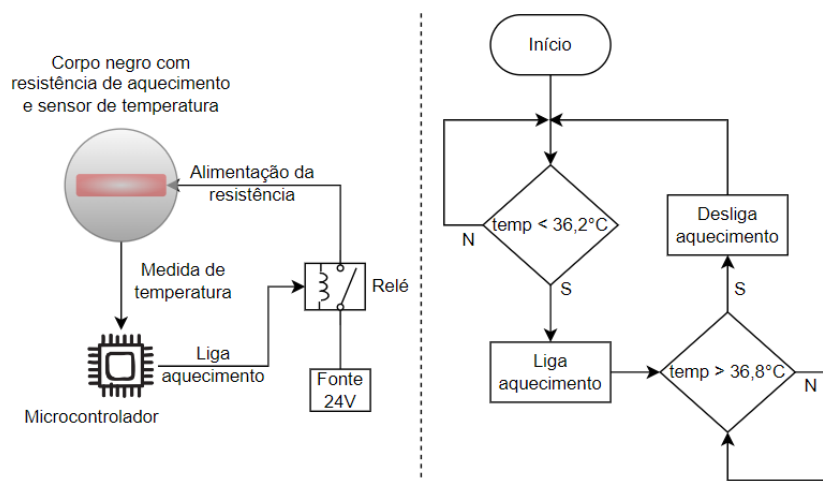 Corpo negro com
resistência de aquecimento
e sensor de temperatura
Alimentação da
resistência
Medida de
temperatura
Relé
Liga
aquecimento
Fonte
24V
Microcontrolador
Início
temp < 36,2°C
N
S
Liga
aquecimento
temp > 36,8°C
N
S
Desliga
aquecimento